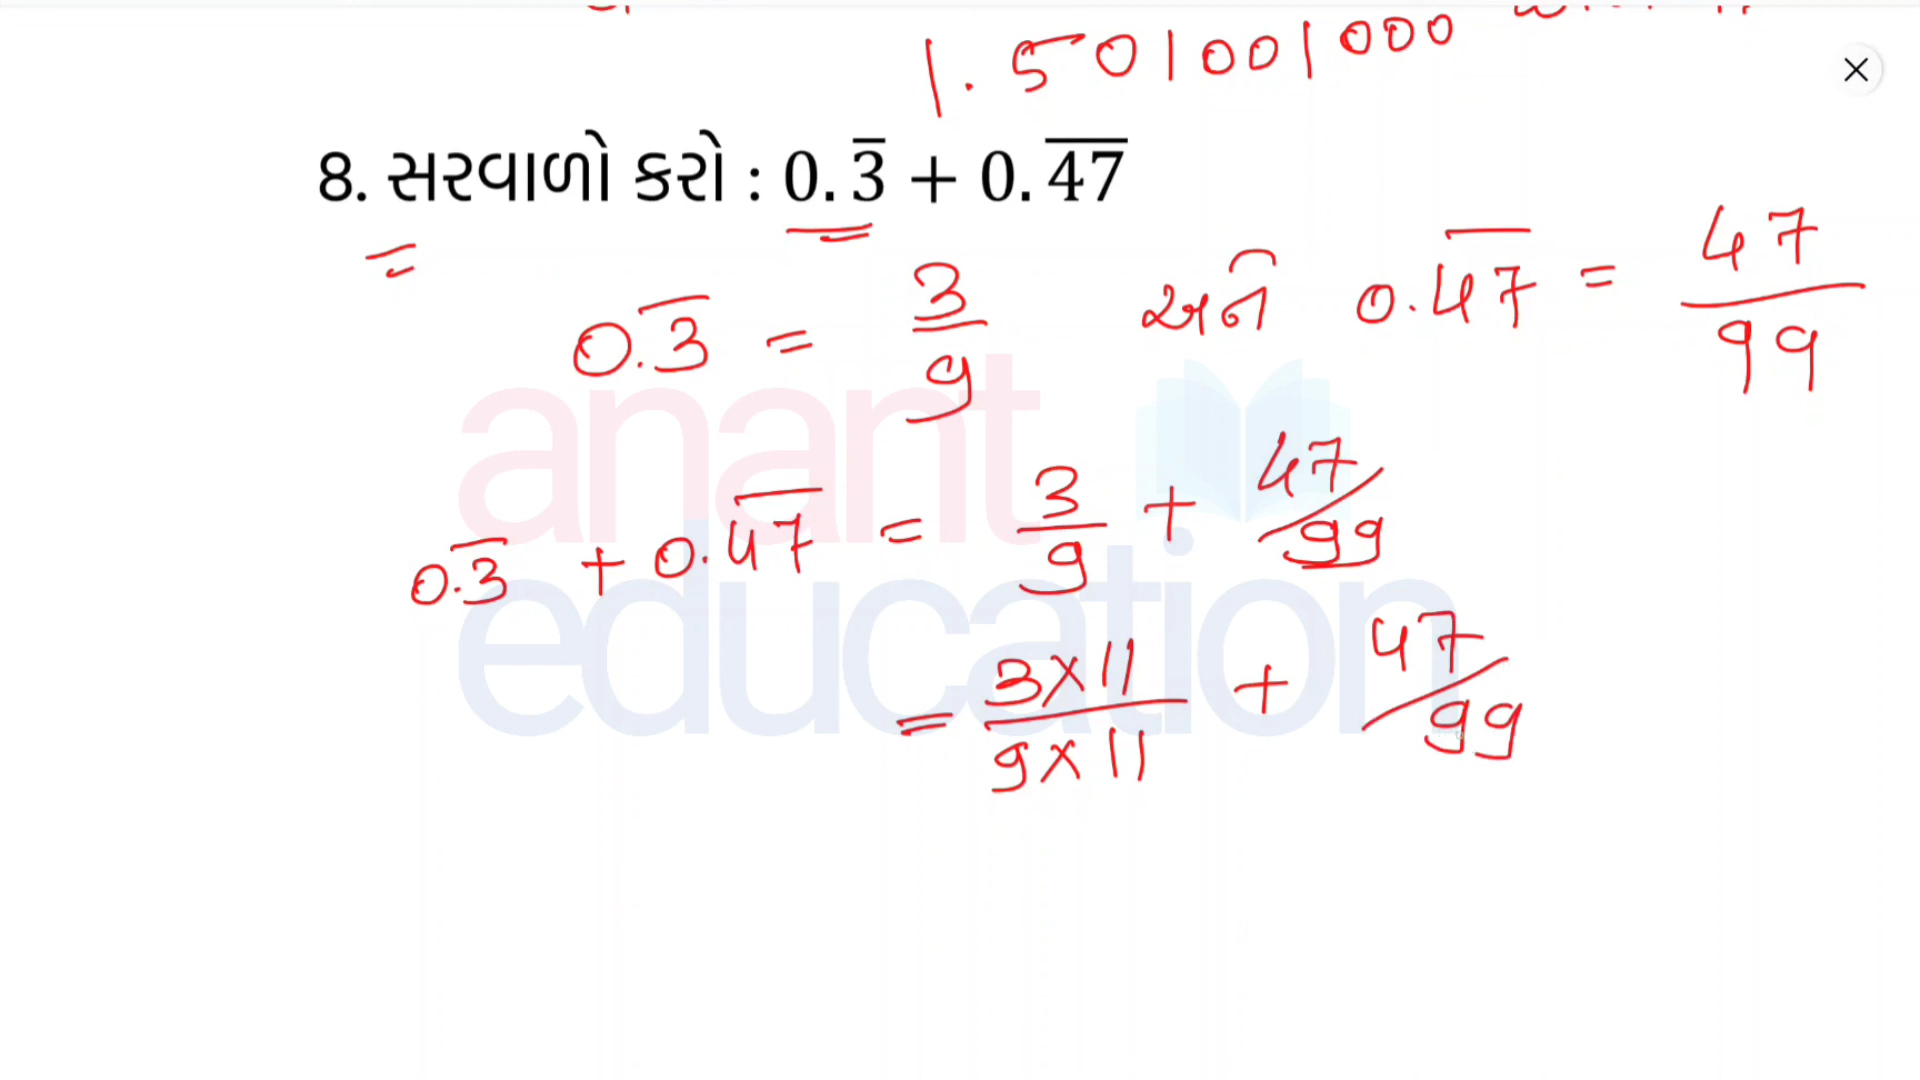 1.501001000
8. સરવાળો કરો : 0.3̅ + 0.4̅7̅
0.3̅ = 3/9 અને 0.4̅7̅ = 47/99
0.3̅ + 0.4̅7̅ = 3/9 + 47/99
= 3×11/9×11 + 47/99
anant
education